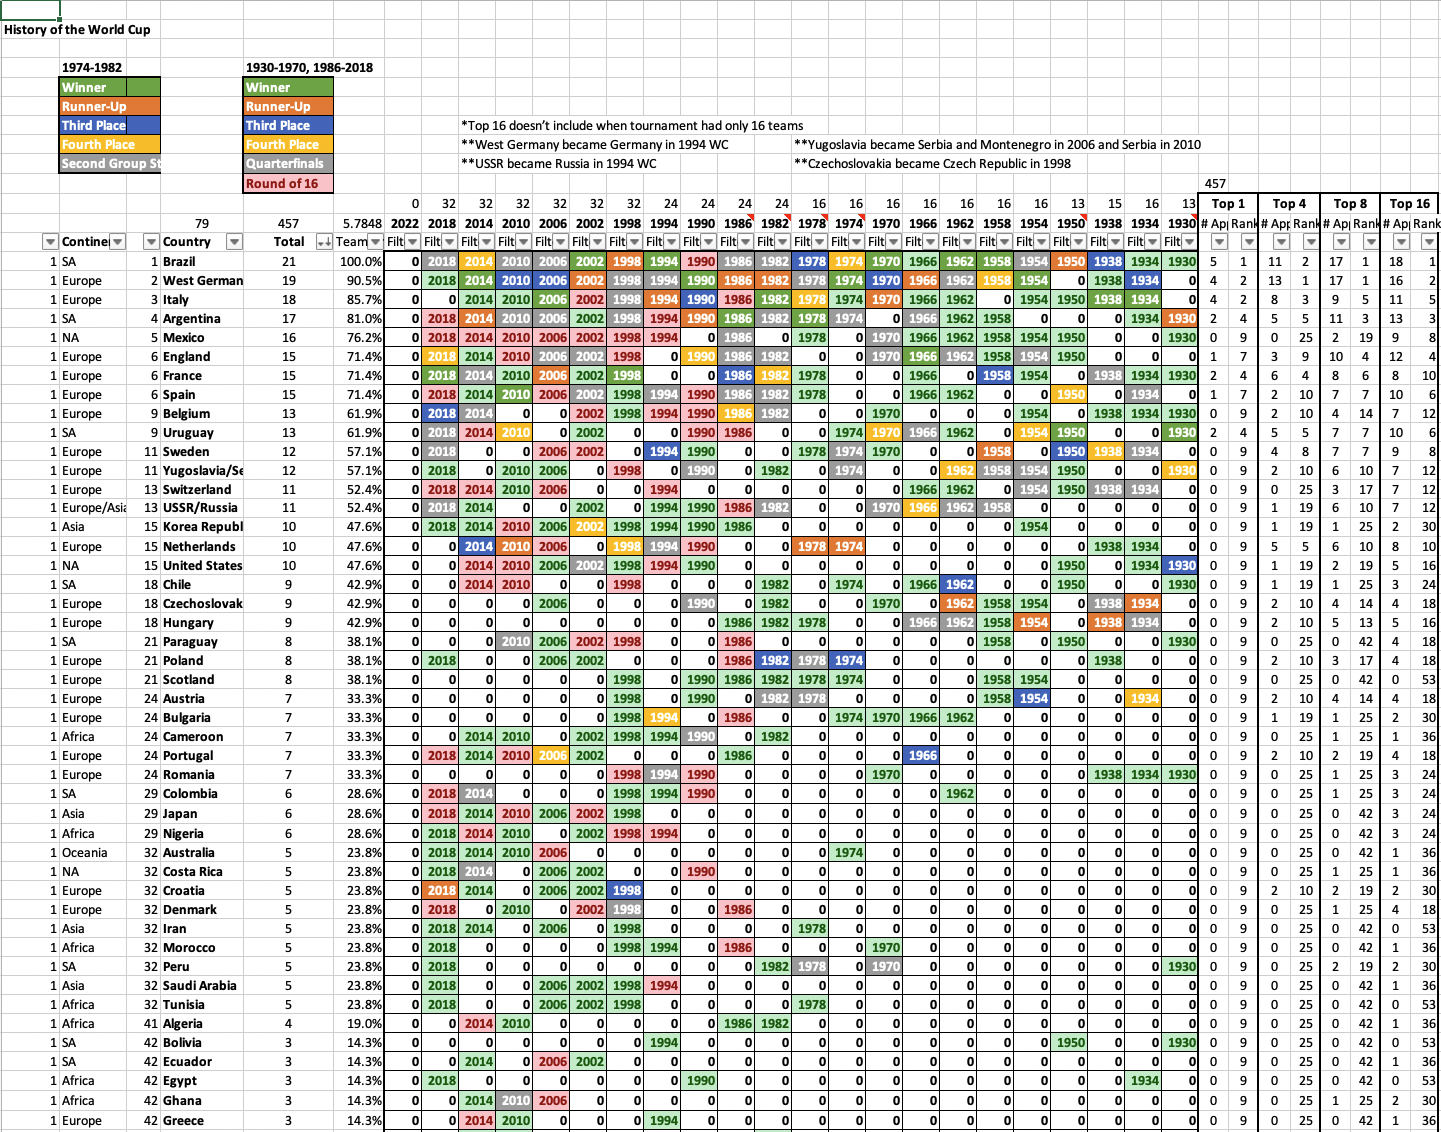 History of the World Cup
1974-1982 1930-1970, 1986-2018
Winner Winner
Runner-Up Runner-Up
Third Place Third Place *Top 16 doesn't include when tournament had only 16 teams
Fourth Place Fourth Place **West Germany became Germany in 1994 WC **Yugoslavia became Serbia and Montenegro in 2006 and Serbia in 2010
Second Group St Quarterfinals **USSR became Russia in 1994 WC **Czechoslovakia became Czech Republic in 1998
Round of 16 457
0 32 32 32 32 32 32 24 24 24 24 16 16 16 16 16 16 16 13 15 16 13 Top 1 Top 4 Top 8 Top 16
79 457 5.7848 2022 2018 2014 2010 2006 2002 1998 1994 1990 1986 1982 1978 1974 1970 1966 1962 1958 1954 1950 1938 1934 1930 # Ap Rank # Ap Rank # Ap Rank # Ap Rank
Contine Country Total Team Filt Filt Filt Filt Filt Filt Filt Filt Filt Filt Filt Filt Filt Filt Filt Filt Filt Filt Filt Filt Filt Filt
1 SA 1 Brazil 21 100.0% 0 2018 2014 2010 2006 2002 1998 1994 1990 1986 1982 1978 1974 1970 1966 1962 1958 1954 1950 1938 1934 1930 5 1 11 2 17 1 18 1
1 Europe 2 West German 19 90.5% 0 2018 2014 2010 2006 2002 1998 1994 1990 1986 1982 1978 1974 1970 1966 1962 1958 1954 0 1938 1934 0 4 2 13 1 17 1 16 2
1 Europe 3 Italy 18 85.7% 0 0 2014 2010 2006 2002 1998 1994 1990 1986 1982 1978 1974 1970 1966 1962 0 1954 1950 1938 1934 0 4 2 8 3 9 5 11 5
1 SA 4 Argentina 17 81.0% 0 2018 2014 2010 2006 2002 1998 1994 1990 1986 1982 1978 1974 0 1966 1962 1958 0 0 0 1934 1930 2 4 5 5 11 3 13 3
1 NA 5 Mexico 16 76.2% 0 2018 2014 2010 2006 2002 1998 1994 0 1986 0 1978 0 1970 1966 1962 1958 1954 1950 0 0 1930 0 9 0 25 2 19 9 8
1 Europe 6 England 15 71.4% 0 2018 2014 2010 2006 2002 1998 0 1990 1986 1982 0 0 1970 1966 1962 1958 1954 1950 0 0 0 1 7 3 9 10 4 12 4
1 Europe 6 France 15 71.4% 0 2018 2014 2010 2006 2002 1998 0 0 1986 1982 1978 0 0 1966 0 1958 1954 0 1938 1934 1930 2 4 6 4 8 6 8 10
1 Europe 6 Spain 15 71.4% 0 2018 2014 2010 2006 2002 1998 1994 1990 1986 1982 1978 0 0 1966 1962 0 0 1950 0 1934 0 1 7 2 10 7 7 10 6
1 Europe 9 Belgium 13 61.9% 0 2018 2014 0 0 2002 1998 1994 1990 1986 1982 0 0 1970 0 0 0 1954 0 1938 1934 1930 0 9 2 10 4 14 7 12
1 SA 9 Uruguay 13 61.9% 0 2018 2014 2010 0 2002 0 0 1990 1986 0 0 1974 1970 1966 1962 0 1954 1950 0 0 1930 2 4 5 5 7 7 10 6
1 Europe 11 Sweden 12 57.1% 0 2018 0 0 2006 2002 0 1994 1990 0 0 1978 1974 1970 0 0 1958 0 1950 1938 1934 0 0 9 4 8 7 7 9 8
1 Europe 11 Yugoslavia/Se 12 57.1% 0 2018 0 2010 2006 0 1998 0 1990 0 1982 0 1974 0 0 1962 1958 1954 1950 0 0 1930 0 9 2 10 6 10 7 12
1 Europe 13 Switzerland 11 52.4% 0 2018 2014 2010 2006 0 0 1994 0 0 0 0 0 0 1966 1962 0 1954 1950 1938 1934 0 0 9 0 25 3 17 7 12
1 Europe/Asia 13 USSR/Russia 11 52.4% 0 2018 2014 0 0 2002 0 1994 1990 1986 1982 0 0 1970 1966 1962 1958 0 0 0 0 0 0 9 1 19 6 10 7 12
1 Asia 15 Korea Republ 10 47.6% 0 2018 2014 2010 2006 2002 1998 1994 1990 1986 0 0 0 0 0 0 0 1954 0 0 0 0 0 9 1 19 1 25 2 30
1 Europe 15 Netherlands 10 47.6% 0 0 2014 2010 2006 0 1998 1994 1990 0 0 1978 1974 0 0 0 0 0 0 1938 1934 0 0 9 5 5 6 10 8 10
1 NA 15 United States 10 47.6% 0 0 2014 2010 2006 2002 1998 1994 1990 0 0 0 0 0 0 0 0 0 1950 0 1934 1930 0 9 1 19 2 19 5 16
1 SA 18 Chile 9 42.9% 0 0 2014 2010 0 0 1998 0 0 0 1982 0 1974 0 1966 1962 0 0 1950 0 0 1930 0 9 1 19 1 25 3 24
1 Europe 18 Czechoslovak 9 42.9% 0 0 0 0 2006 0 0 0 1990 0 1982 0 0 1970 0 1962 1958 1954 0 1938 1934 0 0 9 2 10 4 14 4 18
1 Europe 18 Hungary 9 42.9% 0 0 0 0 0 0 0 0 0 1986 1982 1978 0 0 1966 1962 1958 1954 0 1938 1934 0 0 9 2 10 5 13 5 16
1 SA 21 Paraguay 8 38.1% 0 0 0 2010 2006 2002 1998 0 0 1986 0 0 0 0 0 0 1958 0 1950 0 0 1930 0 9 0 25 0 42 4 18
1 Europe 21 Poland 8 38.1% 0 2018 0 0 2006 2002 0 0 0 1986 1982 1978 1974 0 0 0 0 0 0 1938 0 0 0 9 2 10 3 17 4 18
1 Europe 21 Scotland 8 38.1% 0 0 0 0 0 0 1998 0 1990 1986 1982 1978 1974 0 0 0 1958 1954 0 0 0 0 0 9 0 25 0 42 0 53
1 Europe 24 Austria 7 33.3% 0 0 0 0 0 0 1998 0 1990 0 1982 1978 0 0 0 0 1958 1954 0 0 1934 0 0 9 2 10 4 14 4 18
1 Europe 24 Bulgaria 7 33.3% 0 0 0 0 0 0 1998 1994 0 1986 0 0 1974 1970 1966 1962 0 0 0 0 0 0 0 9 1 19 1 25 2 30
1 Africa 24 Cameroon 7 33.3% 0 0 2014 2010 0 2002 1998 1994 1990 0 1982 0 0 0 0 0 0 0 0 0 0 0 0 9 0 25 1 25 1 36
1 Europe 24 Portugal 7 33.3% 0 2018 2014 2010 2006 2002 0 0 0 1986 0 0 0 0 1966 0 0 0 0 0 0 0 0 9 2 10 2 19 4 18
1 Europe 24 Romania 7 33.3% 0 0 0 0 0 0 1998 1994 1990 0 0 0 0 1970 0 0 0 0 0 1938 1934 1930 0 9 0 25 1 25 3 24
1 SA 29 Colombia 6 28.6% 0 2018 2014 0 0 0 1998 1994 1990 0 0 0 0 0 0 1962 0 0 0 0 0 0 0 9 0 25 1 25 3 24
1 Asia 29 Japan 6 28.6% 0 2018 2014 2010 2006 2002 1998 0 0 0 0 0 0 0 0 0 0 0 0 0 0 0 0 9 0 25 0 42 3 24
1 Africa 29 Nigeria 6 28.6% 0 2018 2014 2010 0 2002 1998 1994 0 0 0 0 0 0 0 0 0 0 0 0 0 0 0 9 0 25 0 42 3 24
1 Oceania 32 Australia 5 23.8% 0 2018 2014 2010 2006 0 0 0 0 0 0 0 1974 0 0 0 0 0 0 0 0 0 0 9 0 25 0 42 1 36
1 NA 32 Costa Rica 5 23.8% 0 2018 2014 0 2006 2002 0 0 1990 0 0 0 0 0 0 0 0 0 0 0 0 0 0 9 0 25 1 25 1 36
1 Europe 32 Croatia 5 23.8% 0 2018 2014 0 2006 2002 1998 0 0 0 0 0 0 0 0 0 0 0 0 0 0 0 0 9 2 10 2 19 2 30
1 Europe 32 Denmark 5 23.8% 0 2018 0 2010 0 2002 1998 0 0 1986 0 0 0 0 0 0 0 0 0 0 0 0 0 9 0 25 1 25 4 18
1 Asia 32 Iran 5 23.8% 0 2018 2014 0 2006 0 1998 0 0 0 0 1978 0 0 0 0 0 0 0 0 0 0 0 9 0 25 0 42 0 53
1 Africa 32 Morocco 5 23.8% 0 2018 0 0 0 0 1998 1994 0 1986 0 0 0 1970 0 0 0 0 0 0 0 0 0 9 0 25 0 42 1 36
1 SA 32 Peru 5 23.8% 0 2018 0 0 0 0 0 0 0 0 1982 1978 0 1970 0 0 0 0 0 0 0 1930 0 9 0 25 2 19 2 30
1 Asia 32 Saudi Arabia 5 23.8% 0 2018 0 0 2006 2002 1998 1994 0 0 0 0 0 0 0 0 0 0 0 0 0 0 0 9 0 25 0 42 1 36
1 Africa 32 Tunisia 5 23.8% 0 2018 0 0 2006 2002 1998 0 0 0 0 1978 0 0 0 0 0 0 0 0 0 0 0 9 0 25 0 42 0 53
1 Africa 41 Algeria 4 19.0% 0 0 2014 2010 0 0 0 0 0 1986 1982 0 0 0 0 0 0 0 0 0 0 0 0 9 0 25 0 42 1 36
1 SA 42 Bolivia 3 14.3% 0 0 0 0 0 0 0 1994 0 0 0 0 0 0 0 0 0 0 1950 0 0 1930 0 9 0 25 0 42 0 53
1 SA 42 Ecuador 3 14.3% 0 0 2014 0 2006 2002 0 0 0 0 0 0 0 0 0 0 0 0 0 0 0 0 0 9 0 25 0 42 1 36
1 Africa 42 Egypt 3 14.3% 0 2018 0 0 0 0 0 0 1990 0 0 0 0 0 0 0 0 0 0 0 1934 0 0 9 0 25 0 42 0 53
1 Africa 42 Ghana 3 14.3% 0 0 2014 2010 2006 0 0 0 0 0 0 0 0 0 0 0 0 0 0 0 0 0 0 9 0 25 1 25 2 30
1 Europe 42 Greece 3 14.3% 0 0 2014 2010 0 0 0 1994 0 0 0 0 0 0 0 0 0 0 0 0 0 0 0 9 0 25 0 42 1 36